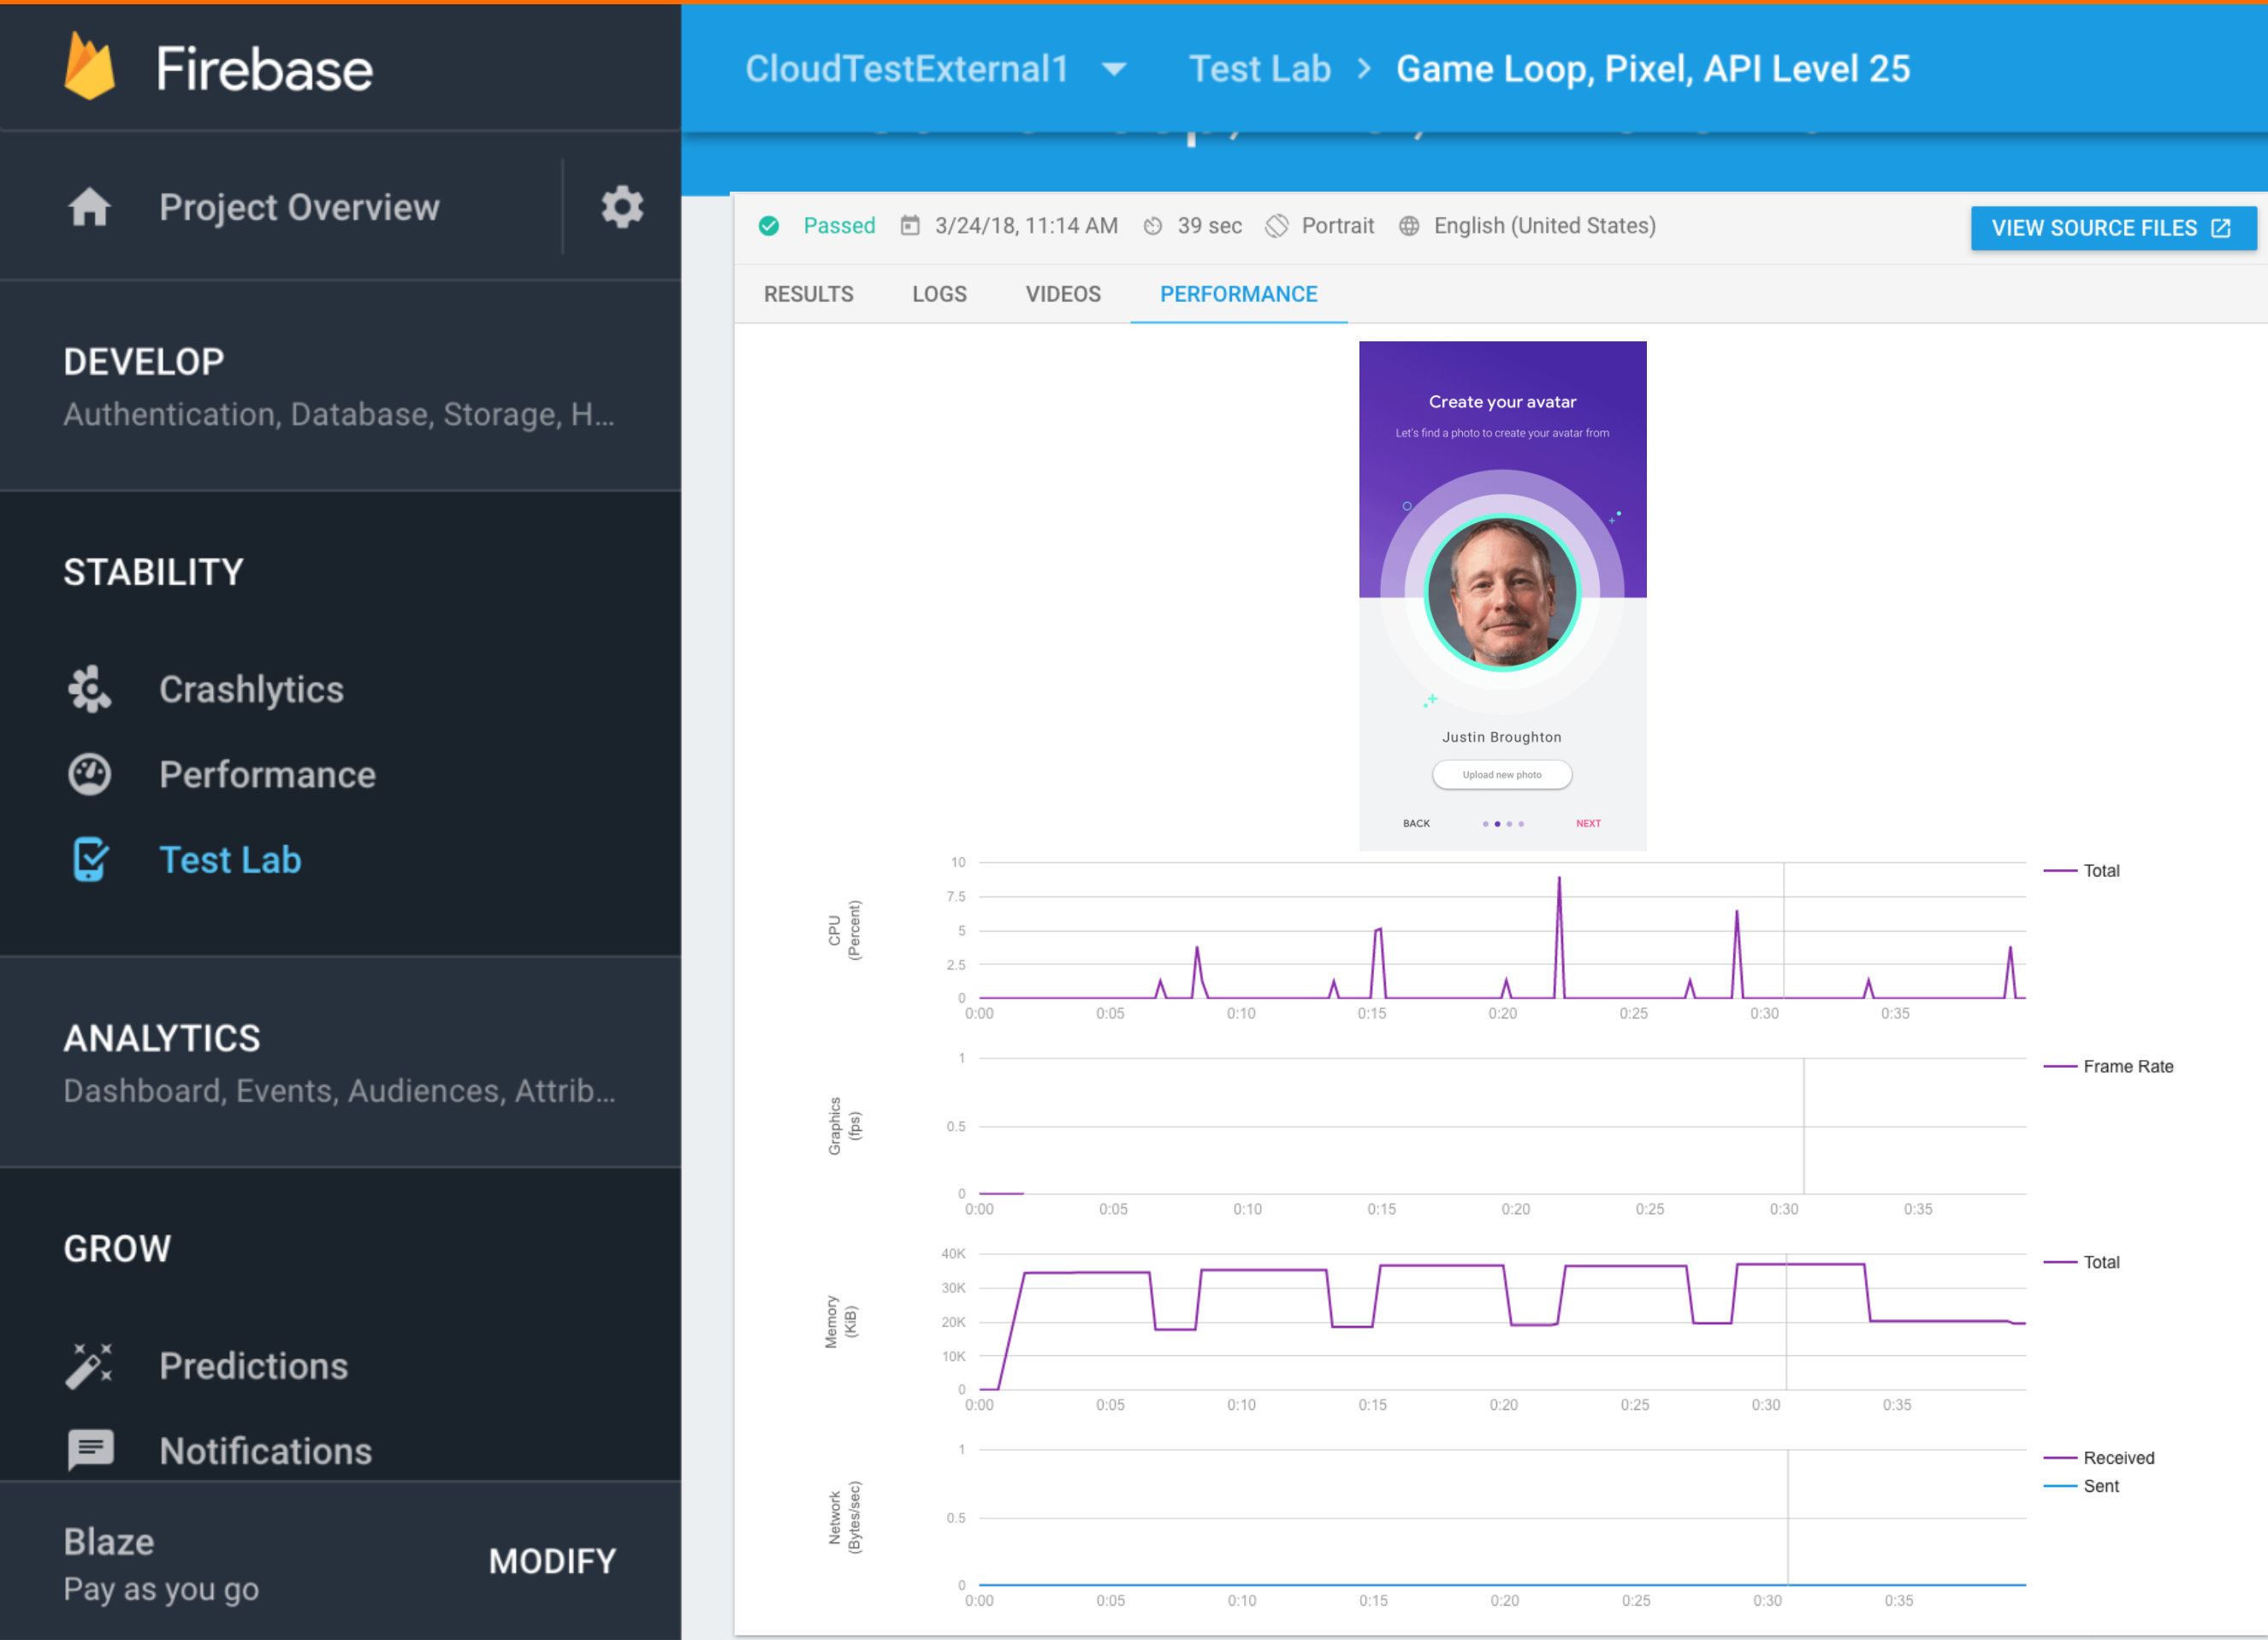 Firebase
CloudTestExternal1 Test Lab > Game Loop, Pixel, API Level 25
Project Overview
DEVELOP
Authentication, Database, Storage, H...
STABILITY
Crashlytics
Performance
Test Lab
ANALYTICS
Dashboard, Events, Audiences, Attrib...
GROW
Predictions
Notifications
Blaze
Pay as you go
MODIFY
Passed 3/24/18, 11:14 AM 39 sec Portrait English (United States)
VIEW SOURCE FILES
RESULTS LOGS VIDEOS PERFORMANCE
Create your avatar
Let's find a photo to create your avatar from
Justin Broughton
Upload new photo
BACK NEXT
CPU
(Percent)
10
7.5
5
2.5
0
0:00 0:05 0:10 0:15 0:20 0:25 0:30 0:35
Total
Graphics
(fps)
1
0.5
0
0:00 0:05 0:10 0:15 0:20 0:25 0:30 0:35
Frame Rate
Memory
(KiB)
40K
30K
20K
10K
0
0:00 0:05 0:10 0:15 0:20 0:25 0:30 0:35
Total
Network
(Bytes/sec)
1
0.5
0
0:00 0:05 0:10 0:15 0:20 0:25 0:30 0:35
Received
Sent